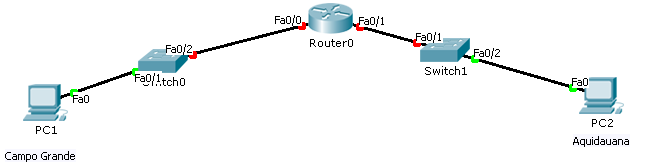 Fa0/0
Fa0/1
Router0
Fa0/2
Fa0/1
Switch0
Fa0/1
Fa0/2
Switch1
Fa0
PC1
Fa0
PC2
Campo Grande
Aquidauana